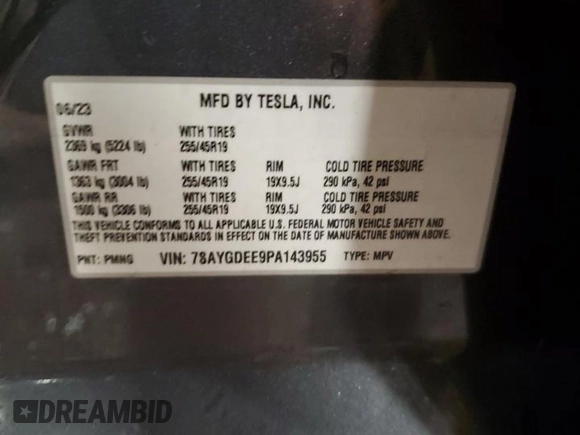 06/23 MFD BY TESLA, INC.
GVWR WITH TIRES
2369 kg (5224 lb) 255/45R19
GAWR FRT WITH TIRES RIM COLD TIRE PRESSURE
1363 kg (3004 lb) 255/45R19 19X9.5J 290 kPa, 42 psi
GAWR RR WITH TIRES RIM COLD TIRE PRESSURE
1500 kg (3306 lb) 255/45R19 19X9.5J 290 kPa, 42 psi
THIS VEHICLE CONFORMS TO ALL APPLICABLE U.S. FEDERAL MOTOR VEHICLE SAFETY AND
THEFT PREVENTION STANDARDS IN EFFECT ON THE DATE OF MANUFACTURE SHOWN ABOVE.
PNT: PMNG VIN: 7SAYGDEE9PA143955 TYPE: MPV
DREAMBID